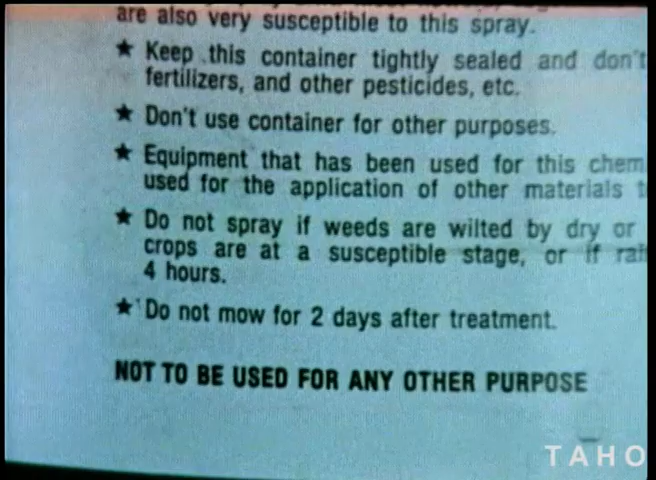 are also very susceptible to this spray.
★ Keep this container tightly sealed and don't
fertilizers, and other pesticides, etc.
★ Don't use container for other purposes.
★ Equipment that has been used for this chem
used for the application of other materials
★ Do not spray if weeds are wilted by dry or
crops are at a susceptible stage, or if rai
4 hours.
★ Do not mow for 2 days after treatment.
NOT TO BE USED FOR ANY OTHER PURPOSE
TAHO